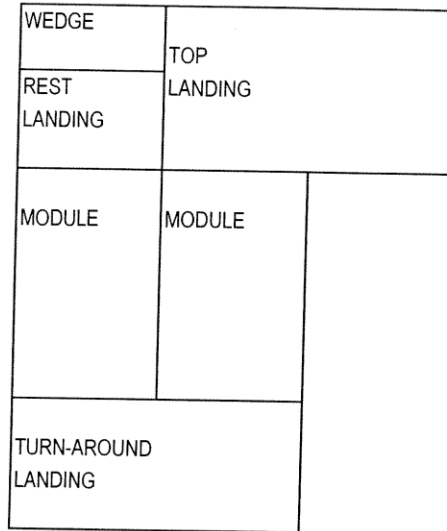 WEDGE
TOP
LANDING
REST
LANDING
MODULE
MODULE
TURN-AROUND
LANDING